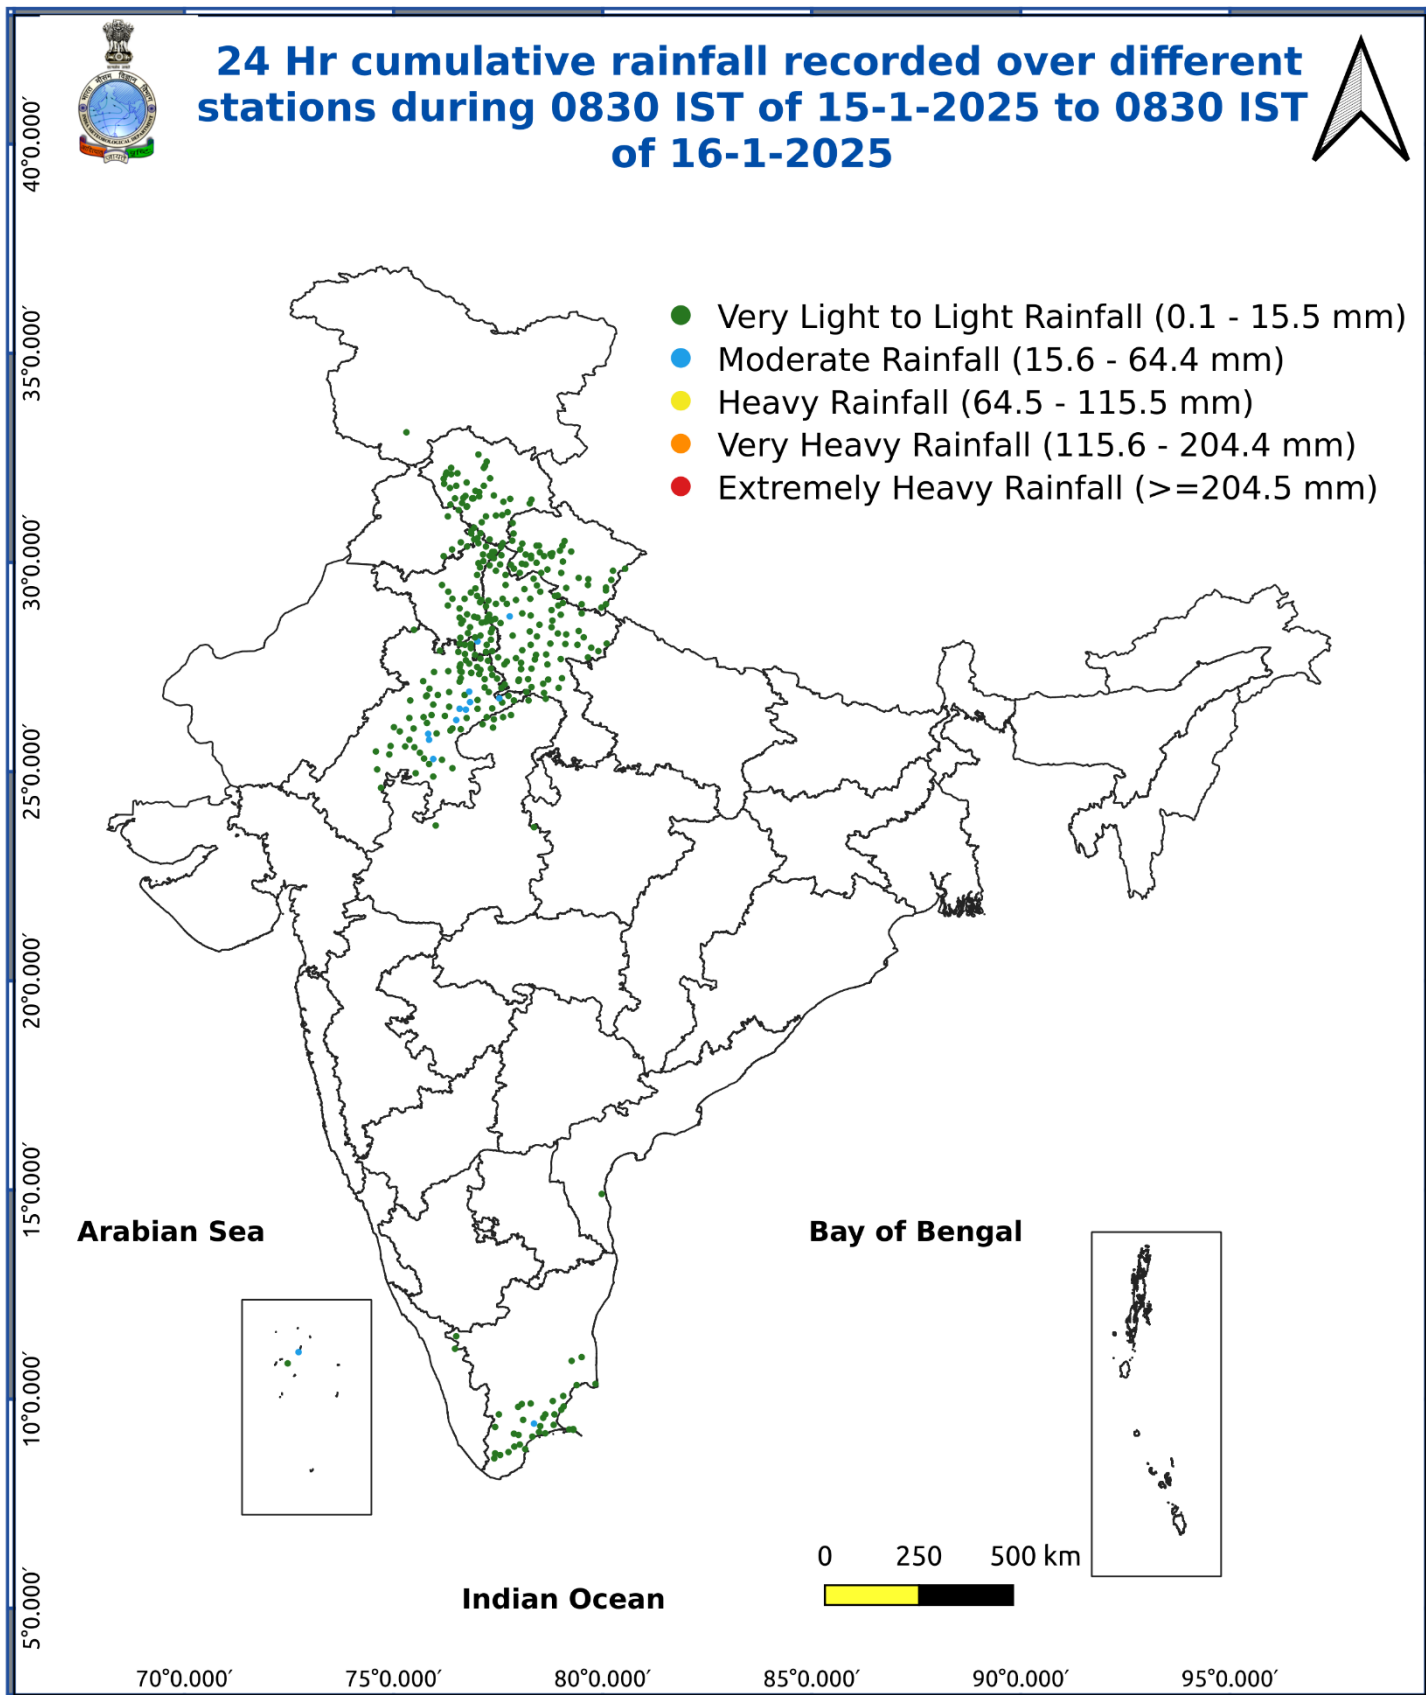 24 Hr cumulative rainfall recorded over different
stations during 0830 IST of 15-1-2025 to 0830 IST
of 16-1-2025
Very Light to Light Rainfall (0.1 - 15.5 mm)
Moderate Rainfall (15.6 - 64.4 mm)
Heavy Rainfall (64.5 - 115.5 mm)
Very Heavy Rainfall (115.6 - 204.4 mm)
Extremely Heavy Rainfall (>=204.5 mm)
40°0.000′
35°0.000′
30°0.000′
25°0.000′
20°0.000′
15°0.000′
10°0.000′
5°0.000′
Arabian Sea
Bay of Bengal
Indian Ocean
0 250 500 km
70°0.000′ 75°0.000′ 80°0.000′ 85°0.000′ 90°0.000′ 95°0.000′